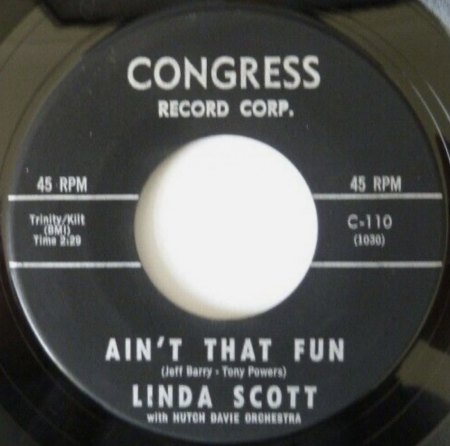 CONGRESS
RECORD CORP.
45 RPM
45 RPM
Trinity/Kilt
(BMI)
Time 2:29
C-110
(1030)
AIN'T THAT FUN
(Jeff Barry - Tony Powers)
LINDA SCOTT
with HUTCH DAVIE ORCHESTRA